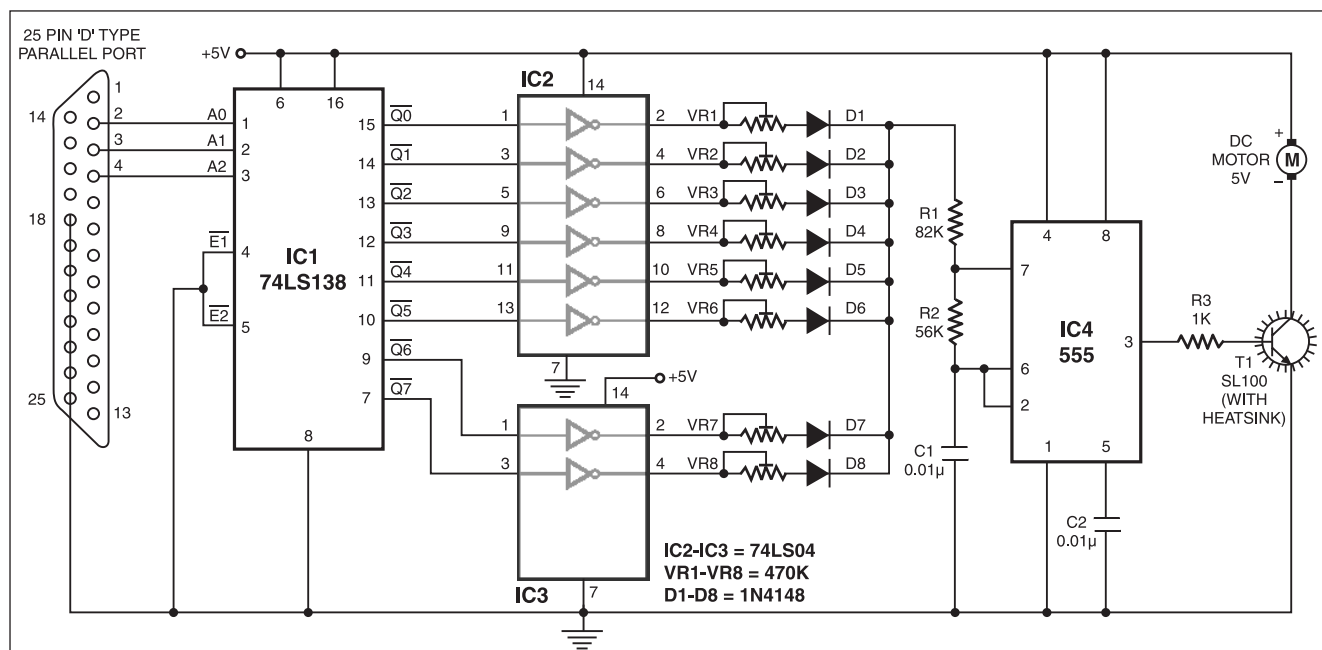 25 PIN 'D' TYPE
PARALLEL PORT
1
14
2
3
4
18
25
13
+5V
A0
A1
A2
E1
E2
6
16
1
2
3
4
5
IC1
74LS138
15
14
13
12
11
10
9
7
8
Q0
Q1
Q2
Q3
Q4
Q5
Q6
Q7
IC2
14
1
3
5
9
11
13
2
4
6
8
10
12
7
VR1
VR2
VR3
VR4
VR5
VR6
D1
D2
D3
D4
D5
D6
+5V
14
1
3
2
4
VR7
VR8
D7
D8
IC3
7
IC2-IC3 = 74LS04
VR1-VR8 = 470K
D1-D8 = 1N4148
R1
82K
R2
56K
C1
0.01µ
4
8
7
6
2
3
1
5
IC4
555
C2
0.01µ
R3
1K
DC
MOTOR
5V
+
M
–
T1
SL100
(WITH
HEATSINK)